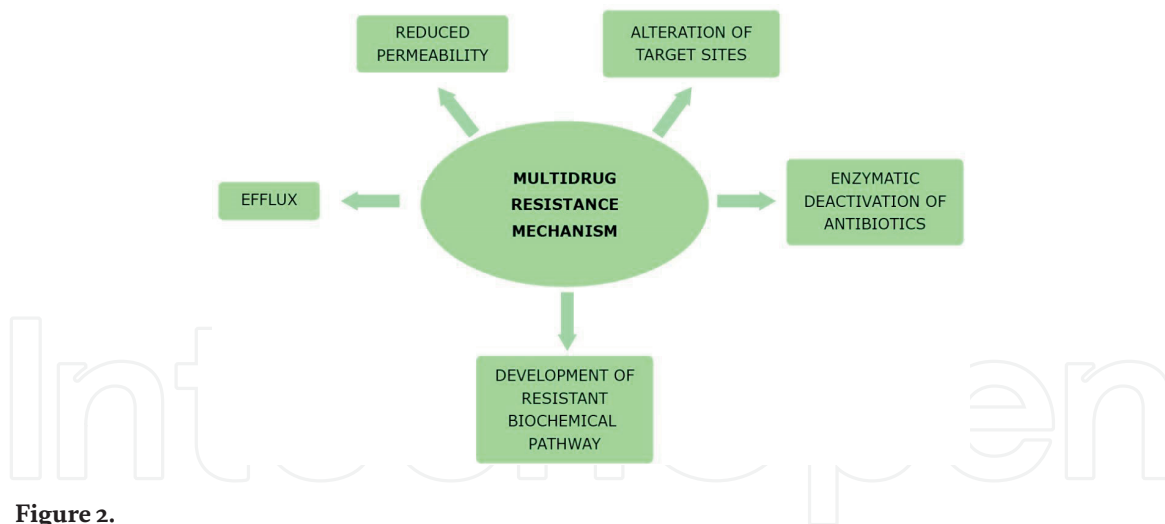 REDUCED
PERMEABILITY
ALTERATION OF
TARGET SITES
EFFLUX
MULTIDRUG
RESISTANCE
MECHANISM
ENZYMATIC
DEACTIVATION OF
ANTIBIOTICS
DEVELOPMENT OF
RESISTANT
BIOCHEMICAL
PATHWAY
Figure 2.